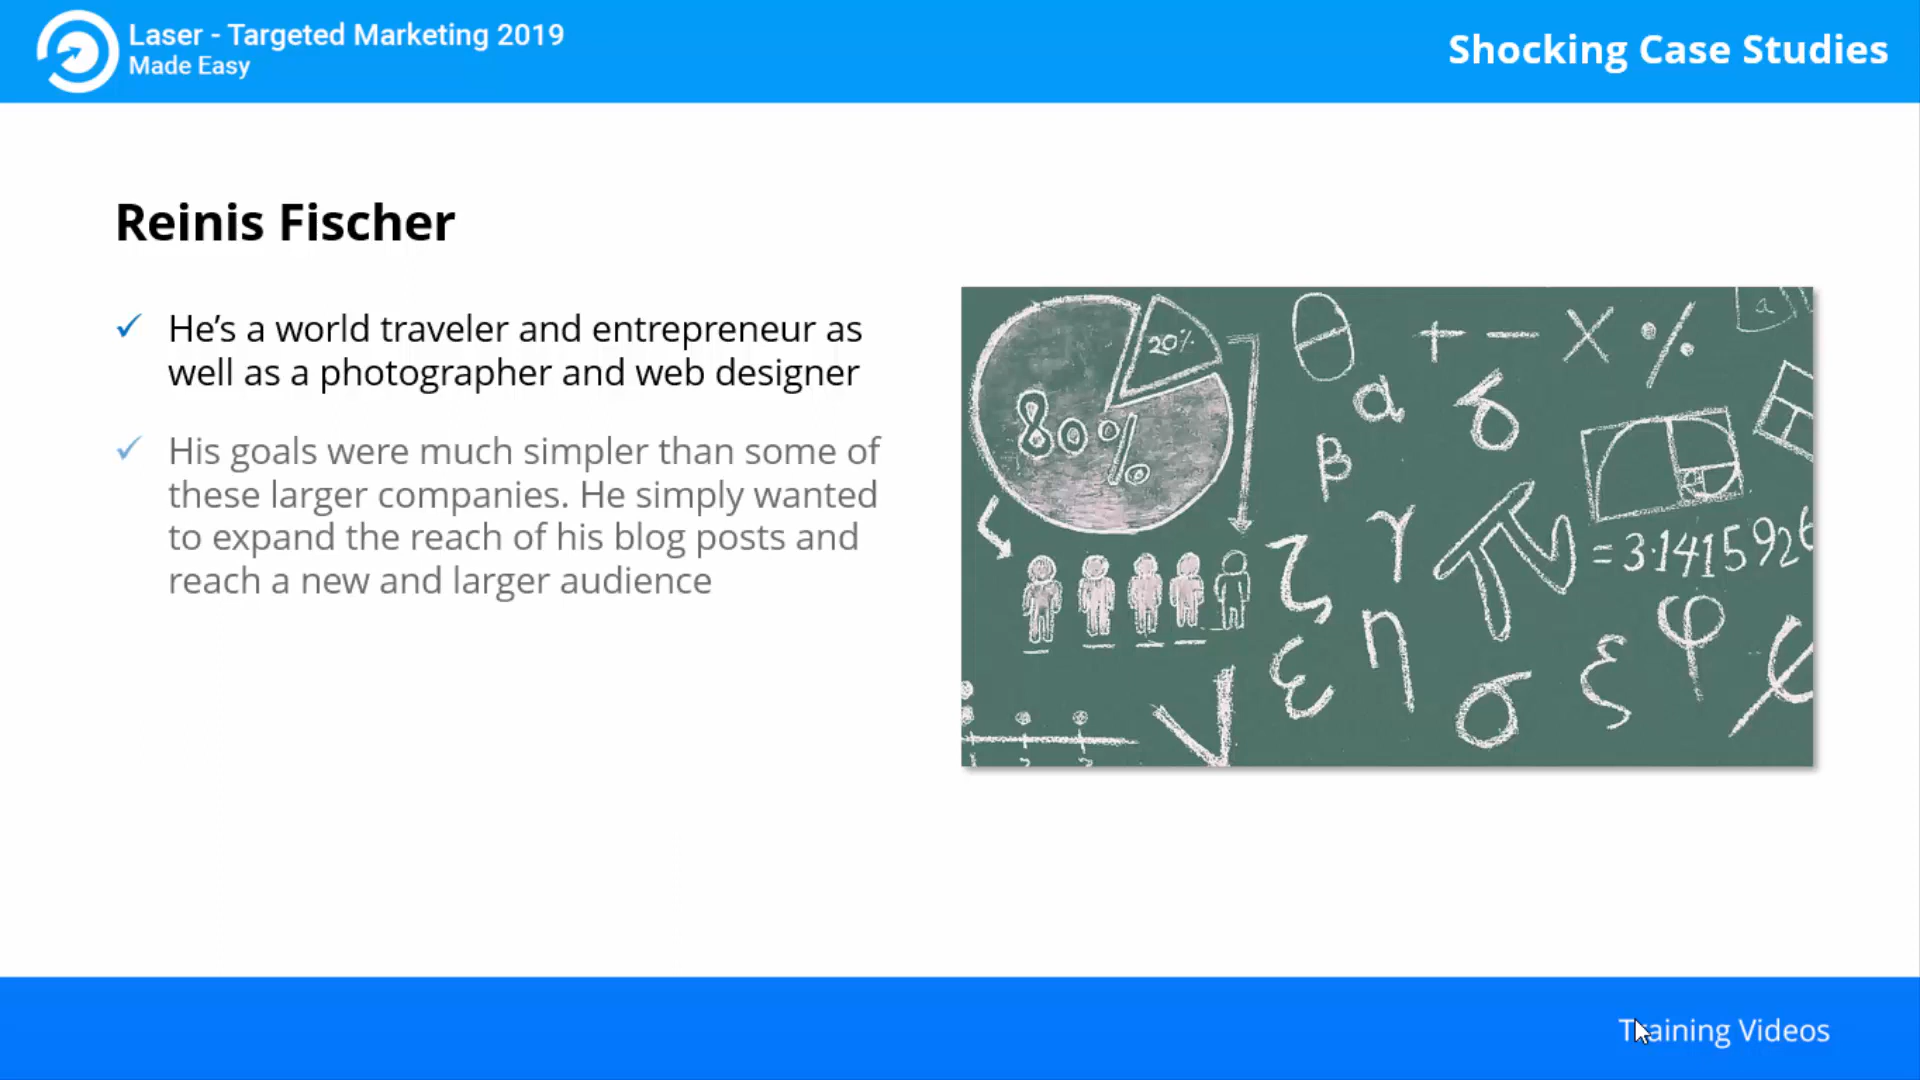 Laser - Targeted Marketing 2019
Made Easy
Shocking Case Studies
Reinis Fischer
He's a world traveler and entrepreneur as
well as a photographer and web designer
His goals were much simpler than some of
these larger companies. He simply wanted
to expand the reach of his blog posts and
reach a new and larger audience
80%
20%
θ + − × %
a
α
δ
β
γ
π
=3.1415926
ζ
η
ε
σ
ξ
φ
ψ
√
Training Videos